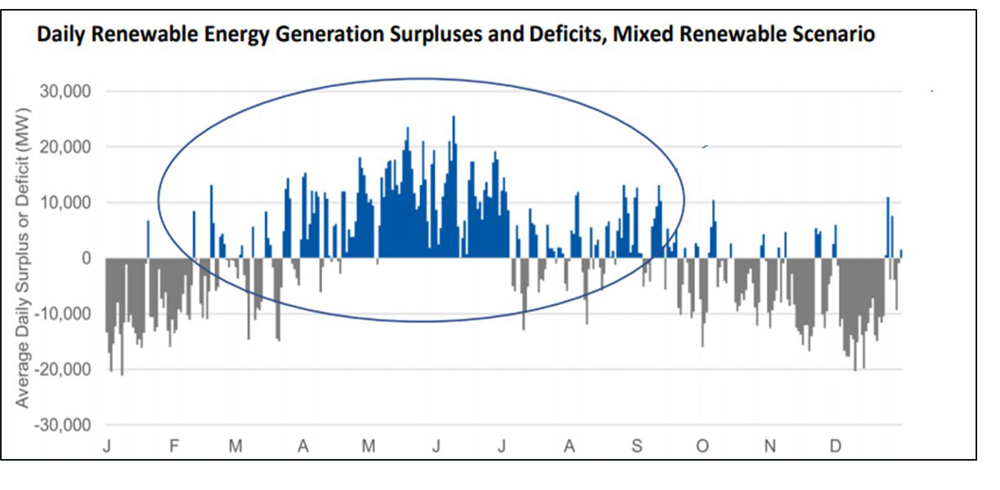 Daily Renewable Energy Generation Surpluses and Deficits, Mixed Renewable Scenario
Average Daily Surplus or Deficit (MW)
30,000
20,000
10,000
0
-10,000
-20,000
-30,000
J F M A M J J A S O N D